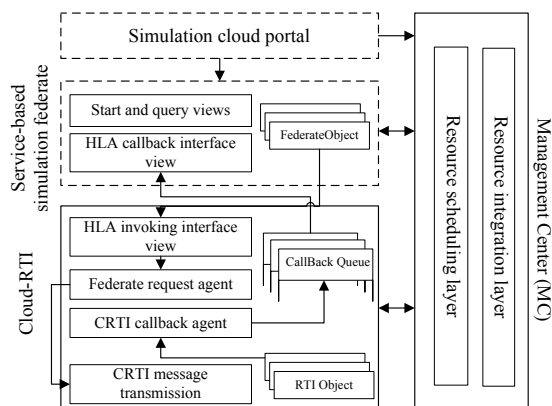 Simulation cloud portal
Service-based
simulation federate
Start and query views
HLA callback interface
view
FederateObject
Cloud-RTI
HLA invoking interface
view
Federate request agent
CRTI callback agent
CRTI message
transmission
CallBack Queue
RTI Object
Resource scheduling layer
Resource integration layer
Management Center (MC)